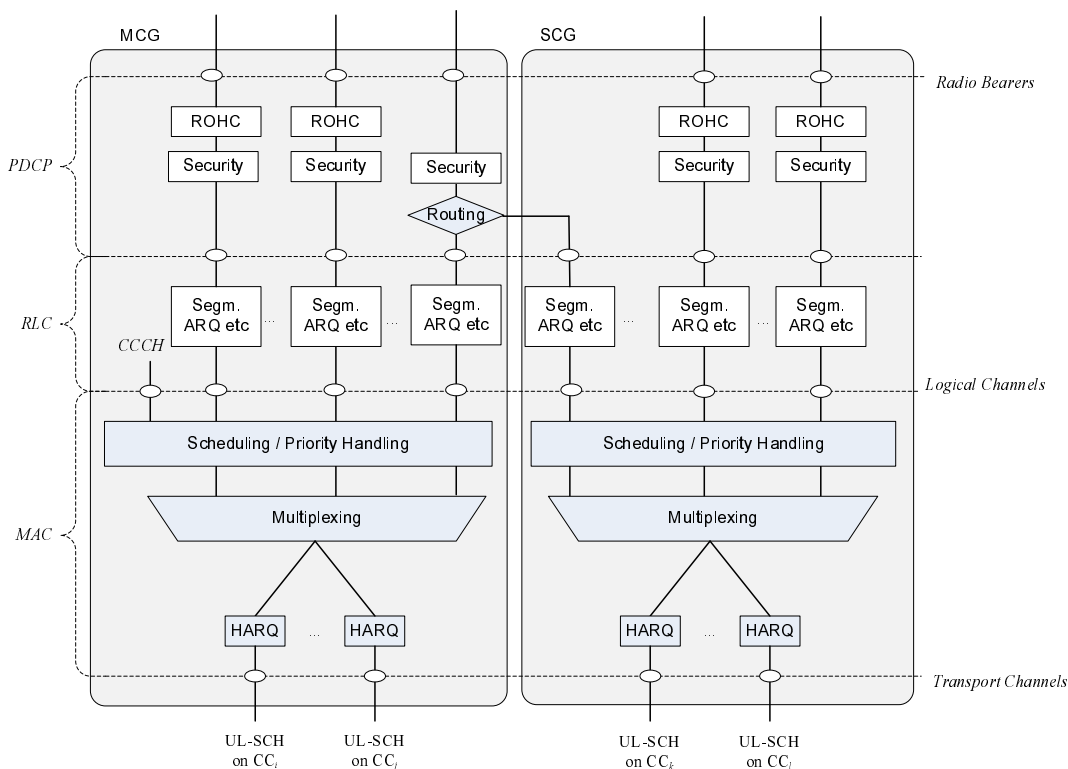 MCG
SCG
Radio Bearers
ROHC
ROHC
ROHC
ROHC
PDCP
Security
Security
Security
Security
Security
Routing
RLC
Segm.
ARQ etc
...
Segm.
ARQ etc
...
Segm.
ARQ etc
Segm.
ARQ etc
...
Segm.
ARQ etc
...
Segm.
ARQ etc
CCCH
Logical Channels
Scheduling / Priority Handling
Scheduling / Priority Handling
MAC
Multiplexing
Multiplexing
HARQ
...
HARQ
HARQ
...
HARQ
Transport Channels
UL-SCH
on CCi
UL-SCH
on CCj
UL-SCH
on CCk
UL-SCH
on CCl